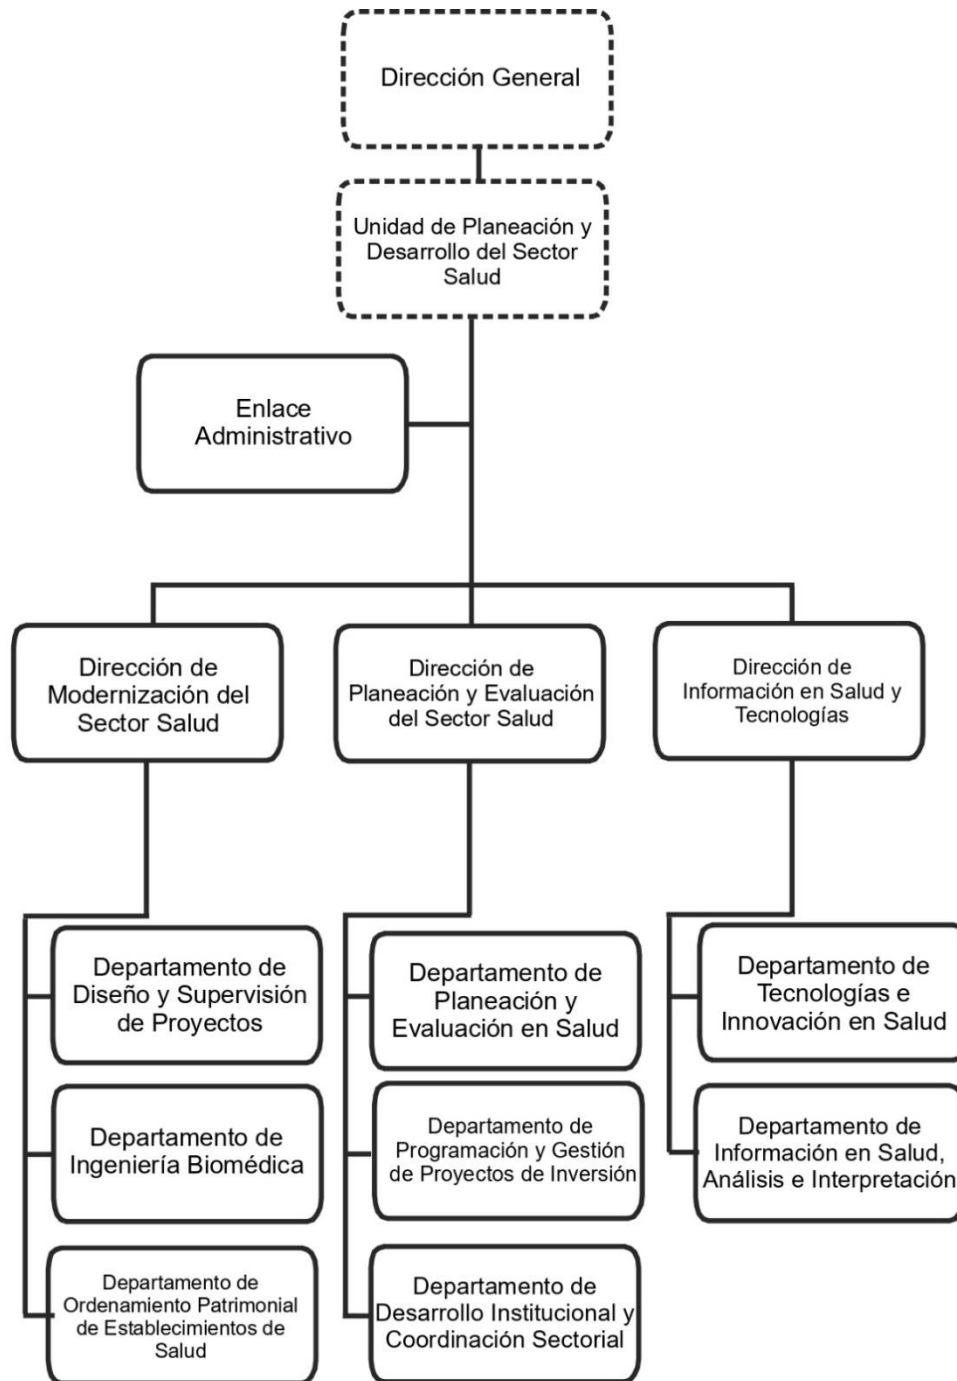 Dirección General
Unidad de Planeación y
Desarrollo del Sector
Salud
Enlace
Administrativo
Dirección de
Modernización del
Sector Salud
Dirección de
Planeación y Evaluación
del Sector Salud
Dirección de
Información en Salud y
Tecnologías
Departamento de
Diseño y Supervisión
de Proyectos
Departamento de
Planeación y
Evaluación en Salud
Departamento de
Tecnologías e
Innovación en Salud
Departamento de
Ingeniería Biomédica
Departamento de
Programación y Gestión
de Proyectos de Inversión
Departamento de
Información en Salud,
Análisis e Interpretación
Departamento de
Ordenamiento Patrimonial
de Establecimientos de
Salud
Departamento de
Desarrollo Institucional y
Coordinación Sectorial